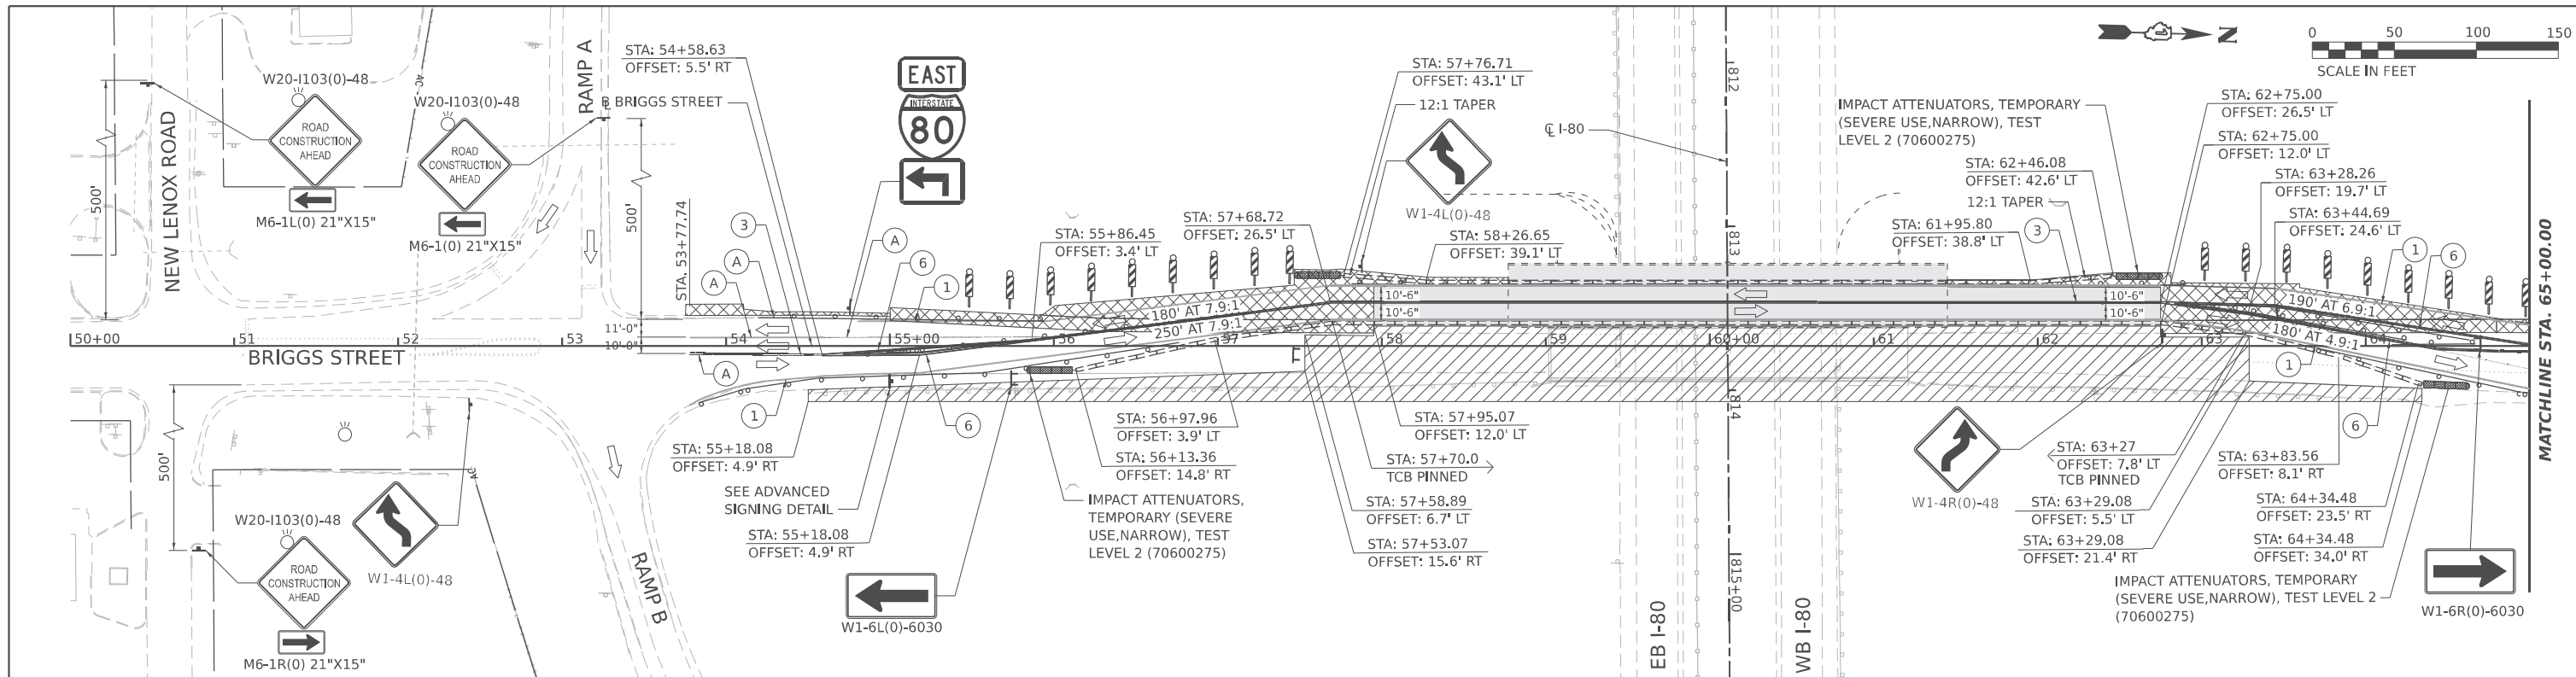 W20-I103(0)-48
ROAD
CONSTRUCTION
AHEAD
M6-1L(0) 21"X15"
W20-I103(0)-48
ROAD
CONSTRUCTION
AHEAD
M6-1(0) 21"X15"
NEW LENOX ROAD
500'
AC
RAMP A
500'
STA: 54+58.63
OFFSET: 5.5' RT
BRIGGS STREET
EAST
INTERSTATE
80
STA. 53+77.74
A
A
3
A
6
1
STA: 55+86.45
OFFSET: 3.4' LT
STA: 57+68.72
OFFSET: 26.5' LT
STA: 57+76.71
OFFSET: 43.1' LT
12:1 TAPER
W1-4L(0)-48
STA: 58+26.65
OFFSET: 39.1' LT
℄ I-80
812
813
814
815+00
IMPACT ATTENUATORS, TEMPORARY
(SEVERE USE,NARROW), TEST
LEVEL 2 (70600275)
STA: 62+46.08
OFFSET: 42.6' LT
12:1 TAPER
STA: 61+95.80
OFFSET: 38.8' LT
3
N
0 50 100 150
SCALE IN FEET
STA: 62+75.00
OFFSET: 26.5' LT
STA: 62+75.00
OFFSET: 12.0' LT
STA: 63+28.26
OFFSET: 19.7' LT
STA: 63+44.69
OFFSET: 24.6' LT
1
6
MATCHLINE STA. 65+00.00
11'-0"
10'-0"
180' AT 7.9:1
250' AT 7.9:1
10'-6"
10'-6"
10'-6"
10'-6"
190' AT 6.9:1
180' AT 4.9:1
50+00 51 52 53 54 55+00 56 57 58 59 60+00 61 62 63 64
BRIGGS STREET
A
1
6
1
6
500'
W20-I103(0)-48
ROAD
CONSTRUCTION
AHEAD
M6-1R(0) 21"X15"
W1-4L(0)-48
AC
RAMP B
STA: 55+18.08
OFFSET: 4.9' RT
SEE ADVANCED
SIGNING DETAIL
STA: 55+18.08
OFFSET: 4.9' RT
W1-6L(0)-6030
STA: 56+97.96
OFFSET: 3.9' LT
STA: 56+13.36
OFFSET: 14.8' RT
IMPACT ATTENUATORS,
TEMPORARY (SEVERE
USE,NARROW), TEST
LEVEL 2 (70600275)
STA: 57+95.07
OFFSET: 12.0' LT
STA: 57+70.0
TCB PINNED
STA: 57+58.89
OFFSET: 6.7' LT
STA: 57+53.07
OFFSET: 15.6' RT
EB I-80
WB I-80
W1-4R(0)-48
STA: 63+27
OFFSET: 7.8' LT
TCB PINNED
STA: 63+29.08
OFFSET: 5.5' LT
STA: 63+29.08
OFFSET: 21.4' RT
STA: 63+83.56
OFFSET: 8.1' RT
STA: 64+34.48
OFFSET: 23.5' RT
STA: 64+34.48
OFFSET: 34.0' RT
IMPACT ATTENUATORS, TEMPORARY
(SEVERE USE,NARROW), TEST LEVEL 2
(70600275)
W1-6R(0)-6030